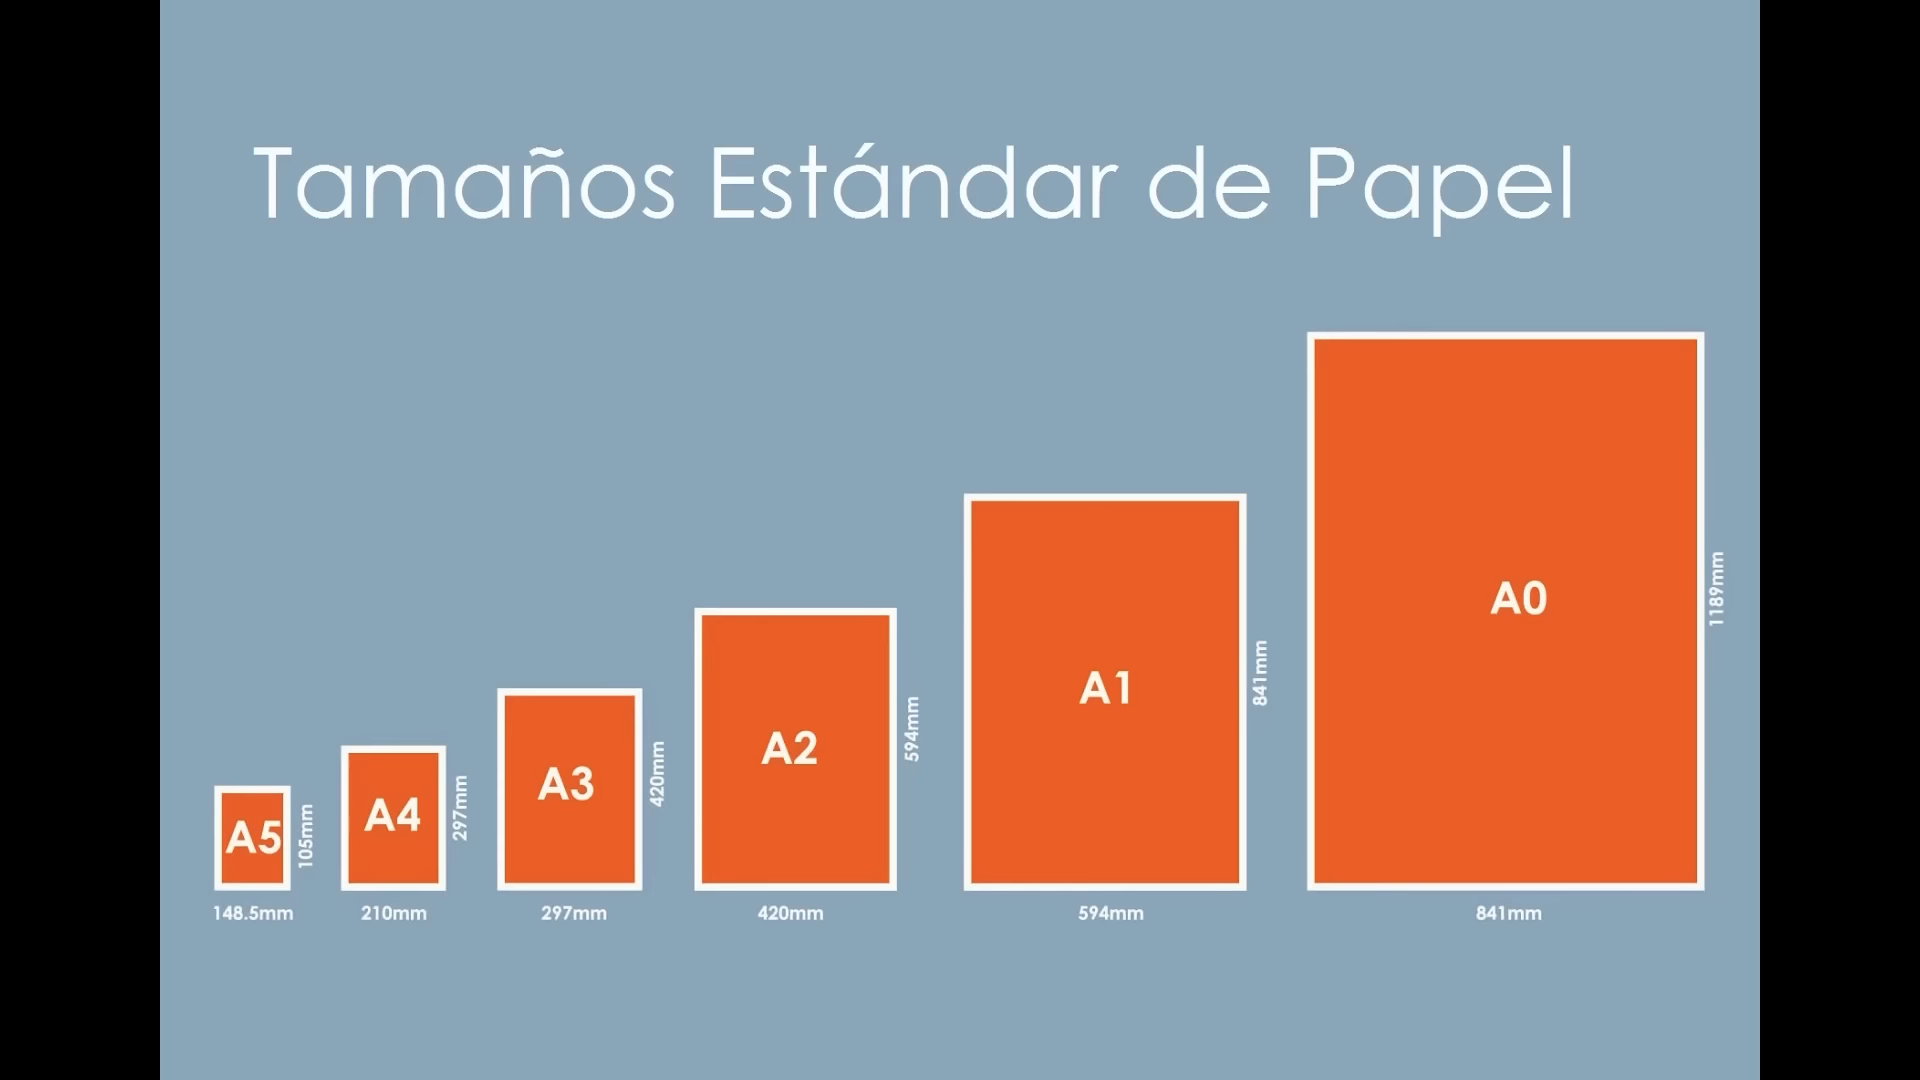 Tamaños Estándar de Papel
A5
105mm
148.5mm
A4
297mm
210mm
A3
420mm
297mm
A2
594mm
420mm
A1
841mm
594mm
A0
1189mm
841mm